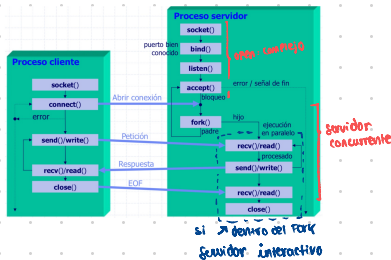 Proceso servidor
socket()
puerto bien
conocido
bind()
listen()
Proceso cliente
accept()
error / señal de fin
bloqueo
socket()
connect()
Abrir conexión
error
fork()
hijo
padre
ejecución
en paralelo
servidor
concurrente
send()/write()
Petición
recv()/read()
procesado
Respuesta
send()/write()
recv()/read()
close()
EOF
recv()/read()
close()
si dentro del Fork
Servidor interactivo